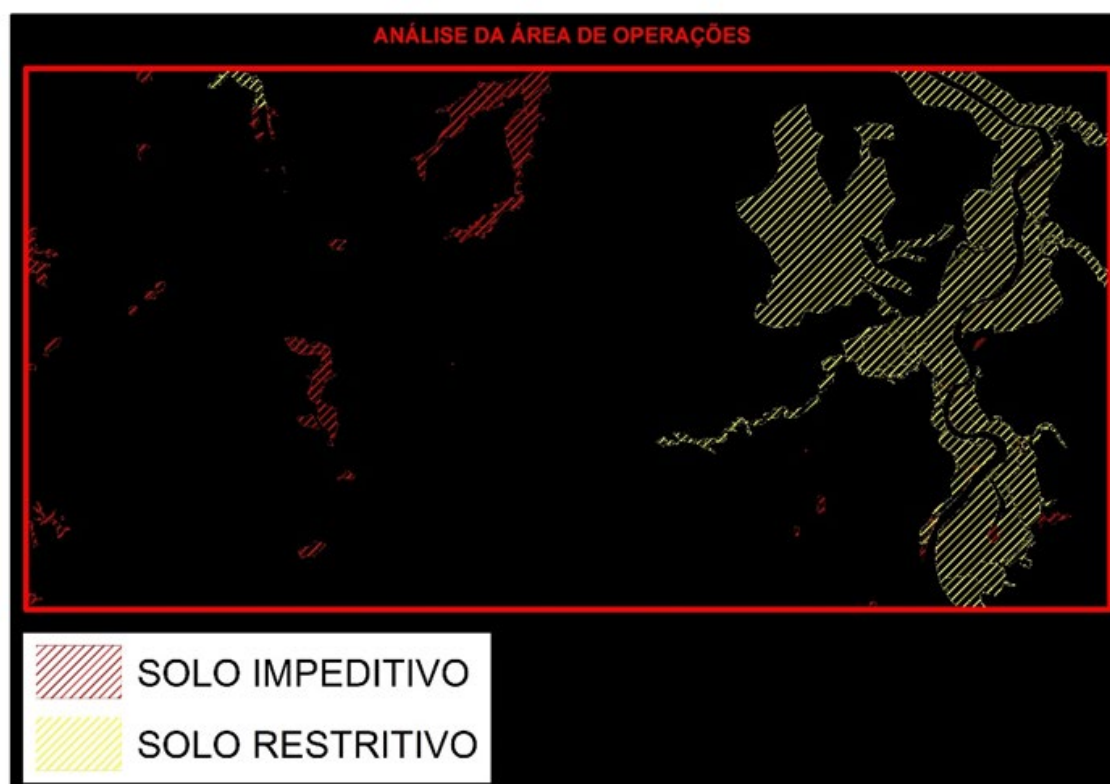 ANÁLISE DA ÁREA DE OPERAÇÕES
SOLO IMPEDITIVO
SOLO RESTRITIVO